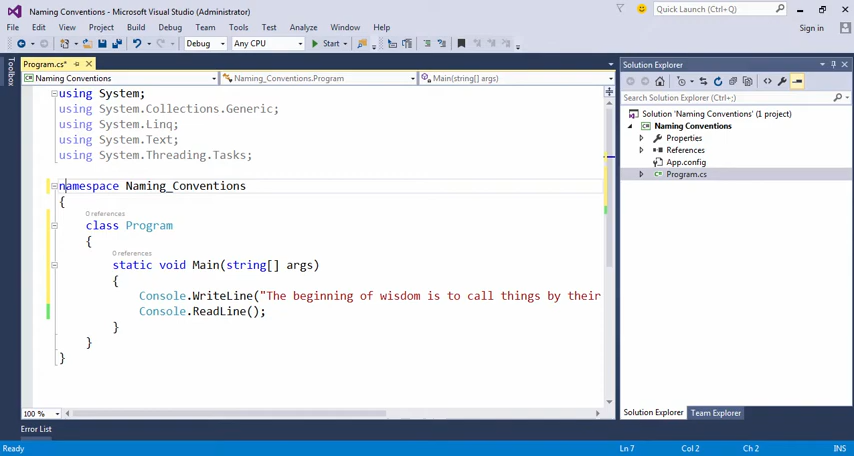 Naming Conventions - Microsoft Visual Studio (Administrator)
Quick Launch (Ctrl+Q)
File Edit View Project Build Debug Team Tools Test Analyze Window Help
Sign in
Debug Any CPU Start
Toolbox
Program.cs*
Naming Conventions Naming_Conventions.Program Main(string[] args)
using System;
using System.Collections.Generic;
using System.Linq;
using System.Text;
using System.Threading.Tasks;
namespace Naming_Conventions
{
0 references
class Program
{
0 references
static void Main(string[] args)
{
Console.WriteLine("The beginning of wisdom is to call things by their
Console.ReadLine();
}
}
}
100 %
Solution Explorer
Search Solution Explorer (Ctrl+;)
Solution 'Naming Conventions' (1 project)
Naming Conventions
Properties
References
App.config
Program.cs
Solution Explorer Team Explorer
Error List
Ready Ln 7 Col 2 Ch 2 INS